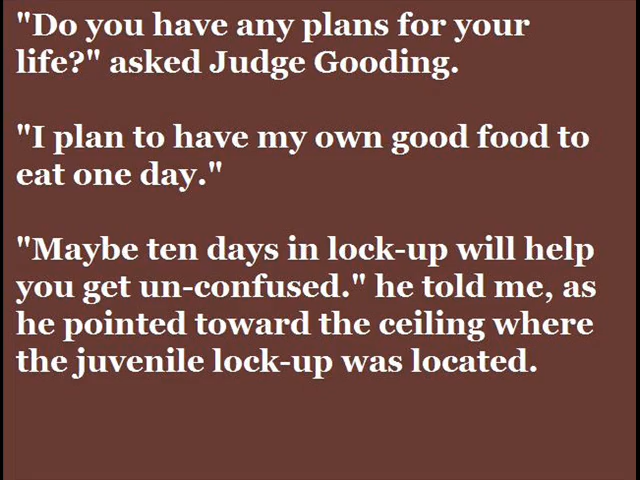 "Do you have any plans for your
life?" asked Judge Gooding.
"I plan to have my own good food to
eat one day."
"Maybe ten days in lock-up will help
you get un-confused." he told me, as
he pointed toward the ceiling where
the juvenile lock-up was located.